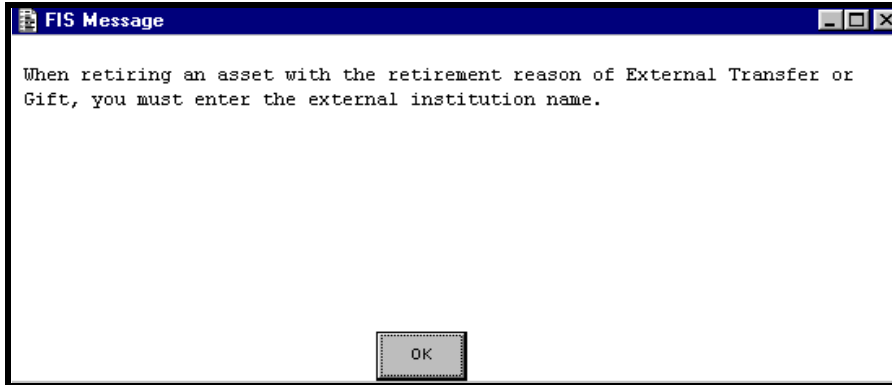 FIS Message
When retiring an asset with the retirement reason of External Transfer or
Gift, you must enter the external institution name.
OK